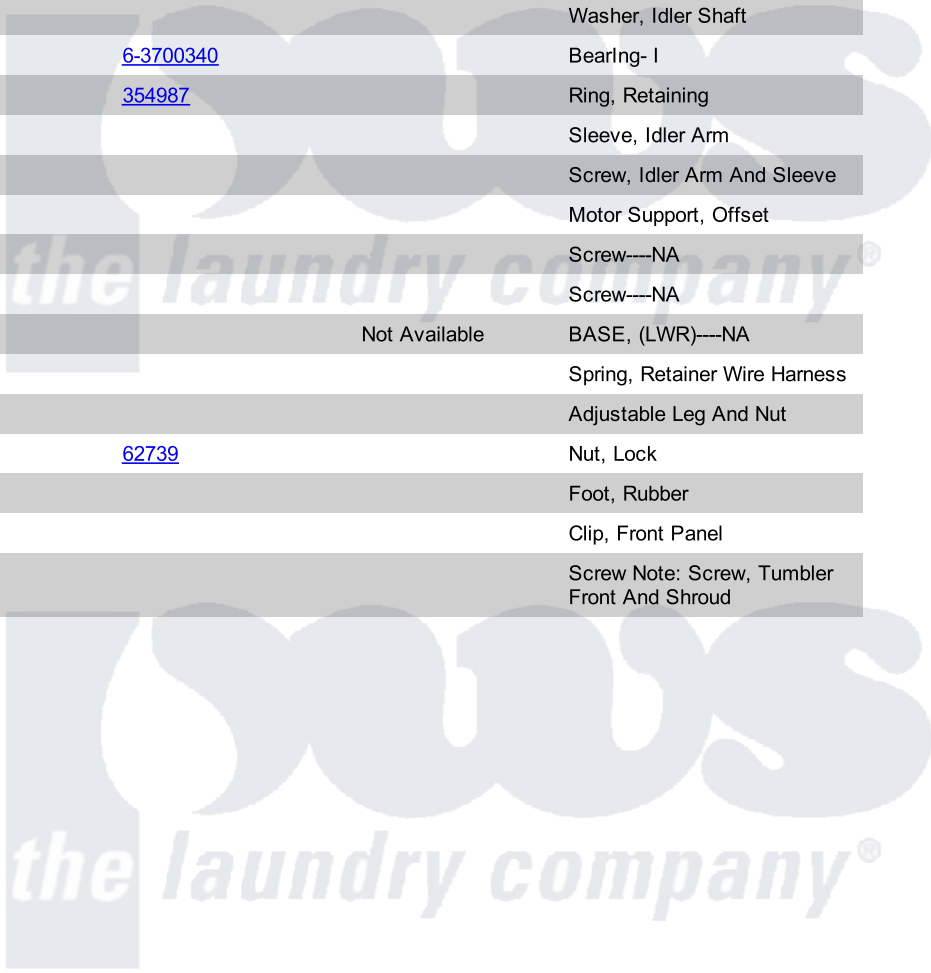 Washer, Idler Shaft
6-3700340 BearIng- I
354987 Ring, Retaining
Sleeve, Idler Arm
Screw, Idler Arm And Sleeve
Motor Support, Offset
Screw----NA
Screw----NA
Not Available BASE, (LWR)----NA
Spring, Retainer Wire Harness
Adjustable Leg And Nut
62739 Nut, Lock
Foot, Rubber
Clip, Front Panel
Screw Note: Screw, Tumbler
Front And Shroud
pws
the laundry company®
pws
the laundry company®